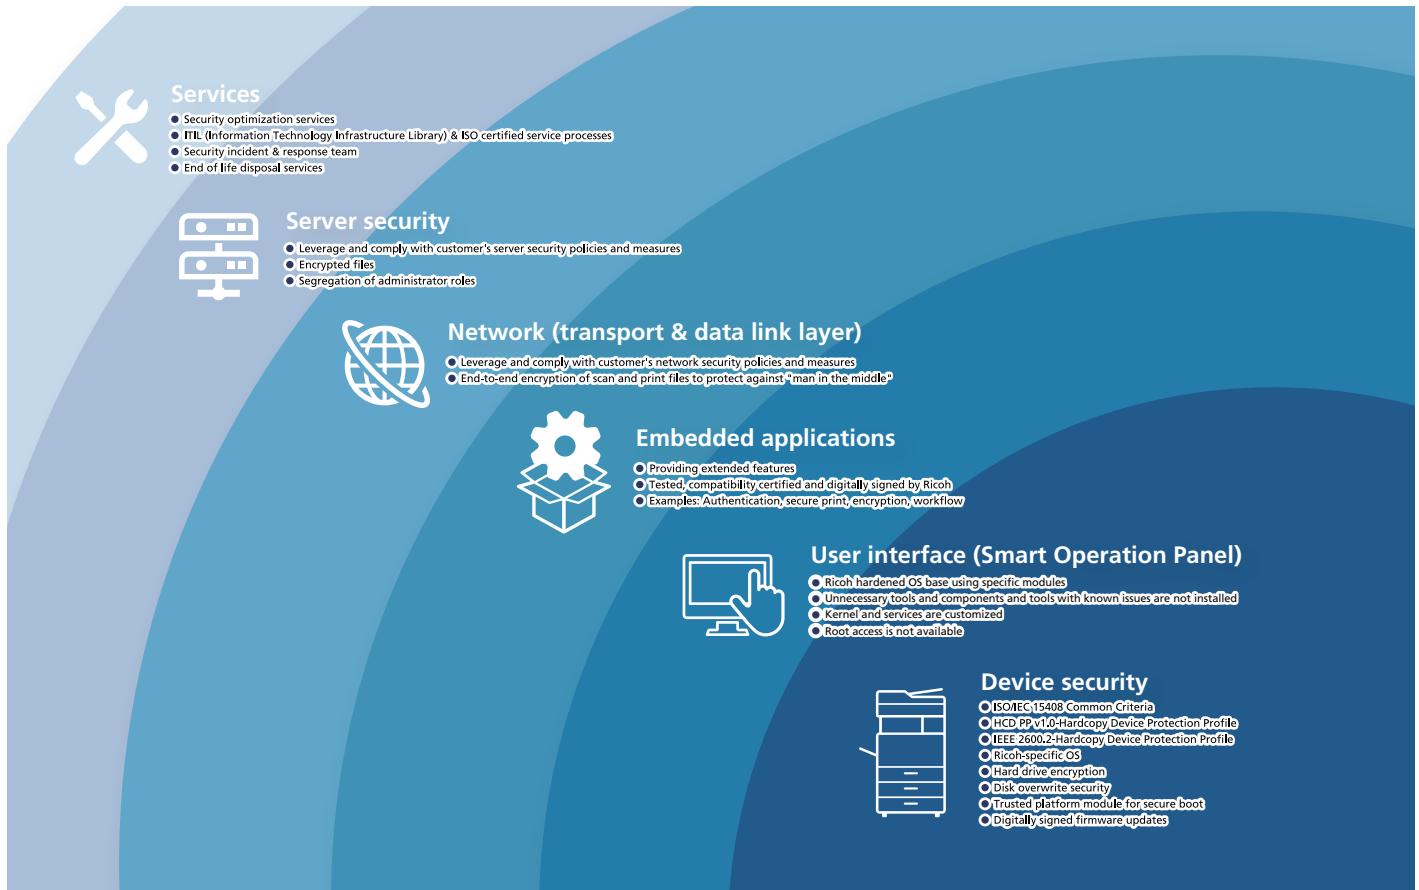 Services
● Security optimization services
● ITIL (Information Technology Infrastructure Library) & ISO certified service processes
● Security incident & response team
● End of life disposal services
Server security
● Leverage and comply with customer's server security policies and measures
● Encrypted files
● Segregation of administrator roles
Network (transport & data link layer)
● Leverage and comply with customer's network security policies and measures
● End-to-end encryption of scan and print files to protect against "man in the middle"
Embedded applications
● Providing extended features
● Tested, compatibility certified and digitally signed by Ricoh
● Examples: Authentication, secure print, encryption, workflow
User interface (Smart Operation Panel)
● Ricoh hardened OS base using specific modules
● Unnecessary tools and components and tools with known issues are not installed
● Kernel and services are customized
● Root access is not available
Device security
● ISO/IEC 15408 Common Criteria
● HCD PP v1.0-Hardcopy Device Protection Profile
● IEEE 2600.2-Hardcopy Device Protection Profile
● Ricoh-specific OS
● Hard drive encryption
● Disk overwrite security
● Trusted platform module for secure boot
● Digitally signed firmware updates